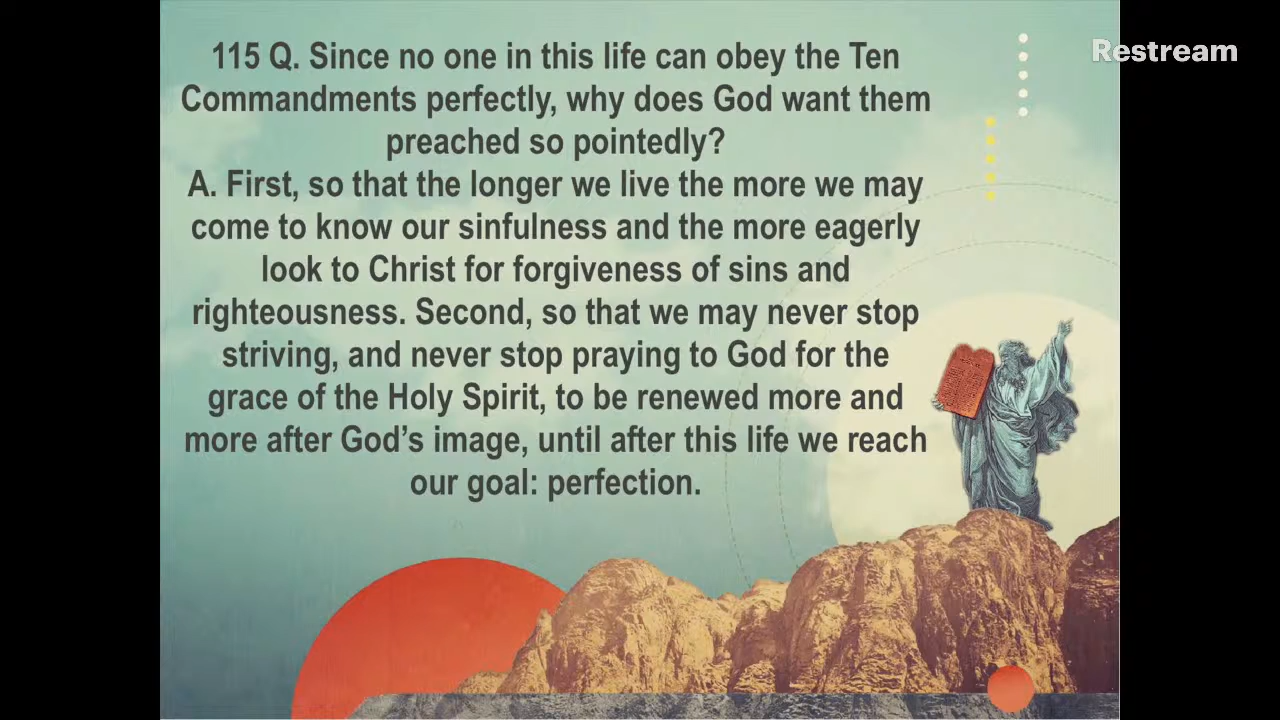 115 Q. Since no one in this life can obey the Ten
Commandments perfectly, why does God want them
preached so pointedly?
A. First, so that the longer we live the more we may
come to know our sinfulness and the more eagerly
look to Christ for forgiveness of sins and
righteousness. Second, so that we may never stop
striving, and never stop praying to God for the
grace of the Holy Spirit, to be renewed more and
more after God’s image, until after this life we reach
our goal: perfection.
Restream